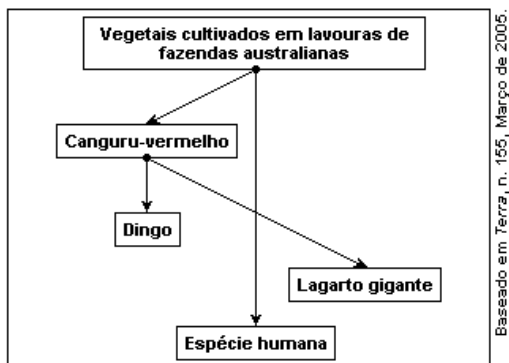 Vegetais cultivados em lavouras de
fazendas australianas
Canguru-vermelho
Dingo
Lagarto gigante
Espécie humana
Baseado em Terra, n. 155, Março de 2005.